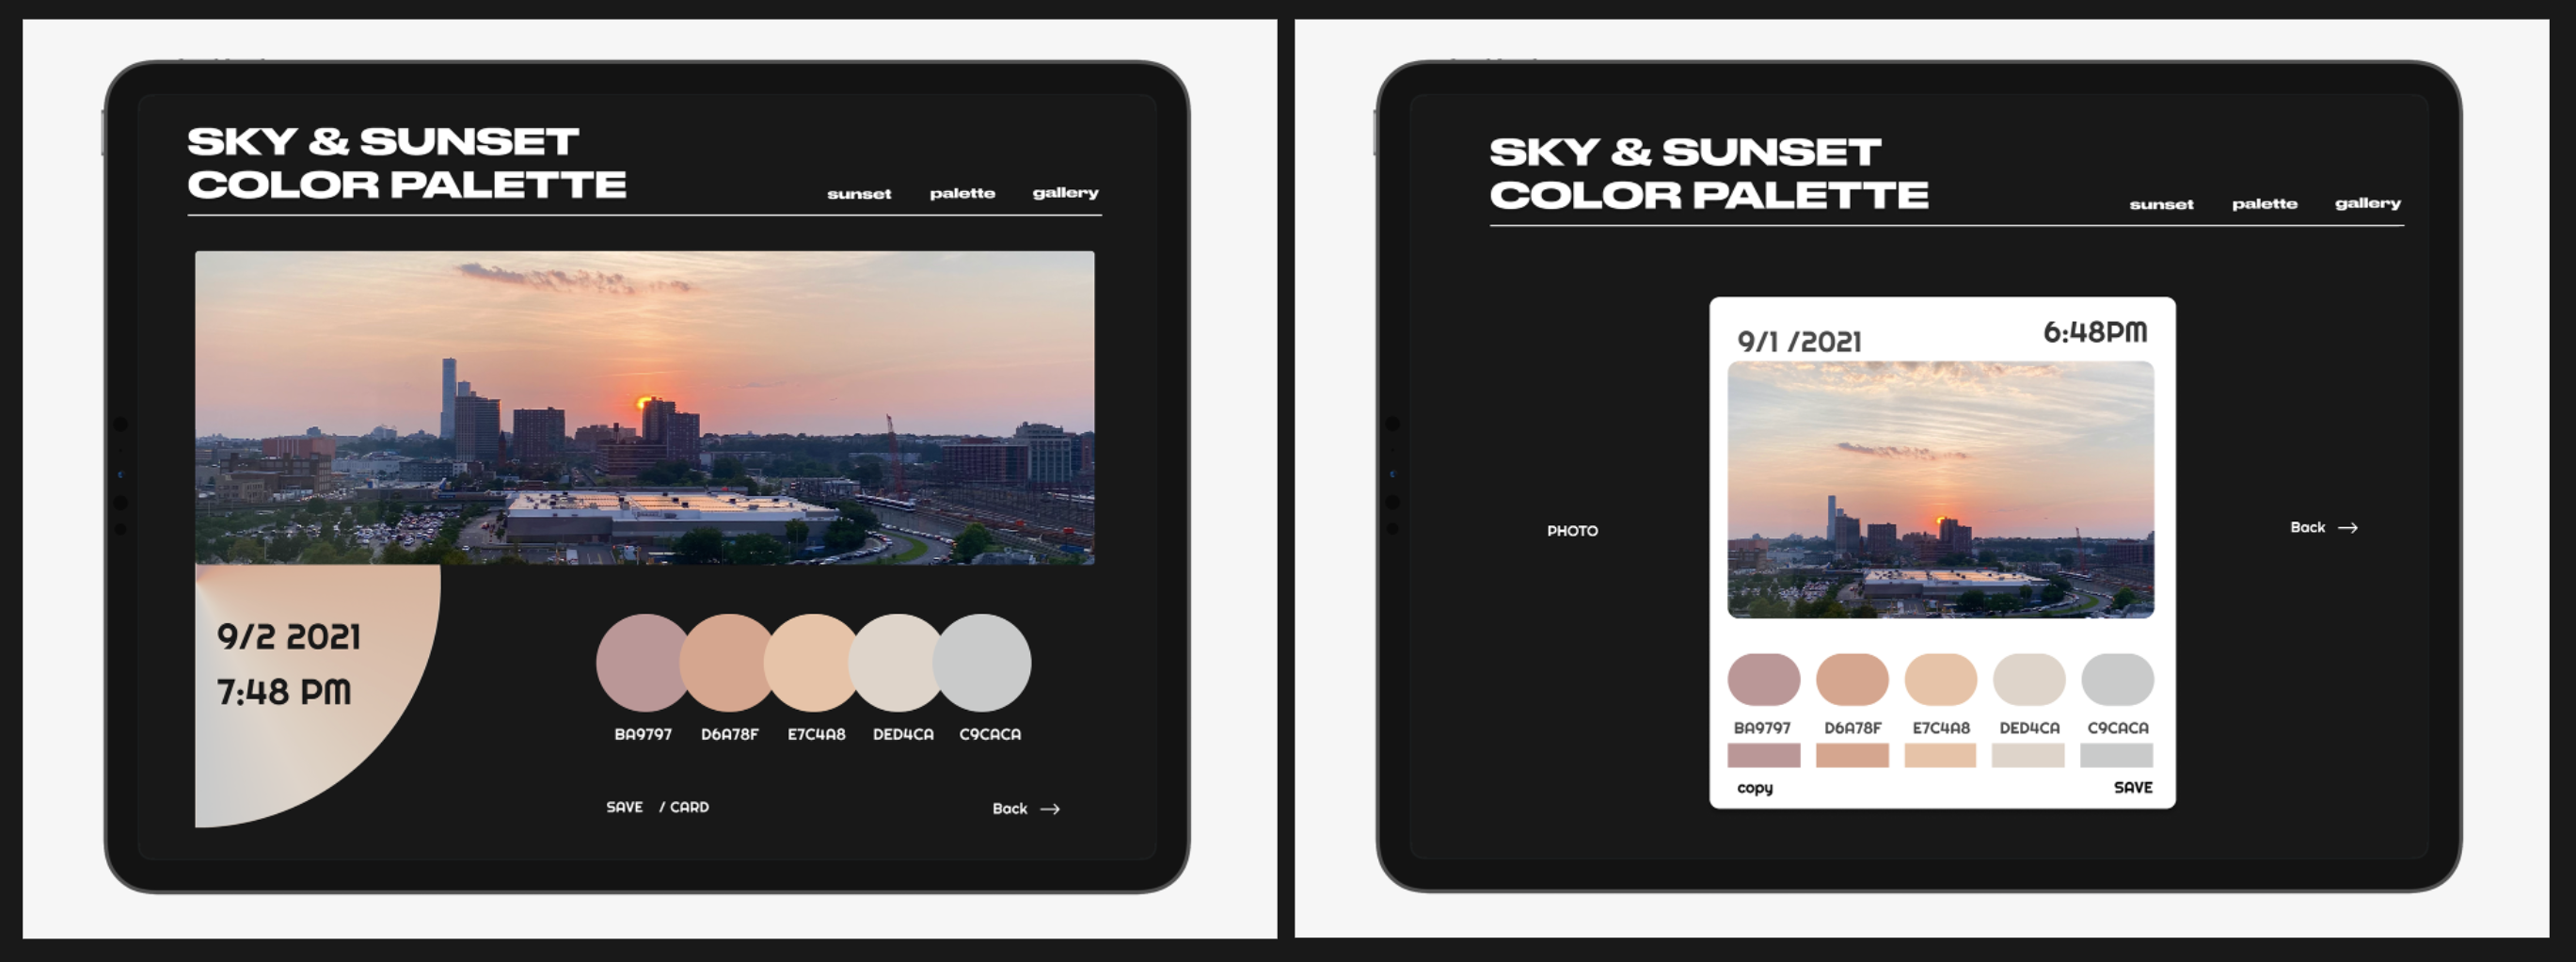 SKY & SUNSET
COLOR PALETTE
sunset palette gallery
9/2 2021
7:48 PM
BA9797 D6A78F E7C4A8 DED4CA C9CACA
SAVE / CARD
Back →
SKY & SUNSET
COLOR PALETTE
sunset palette gallery
9/1 /2021 6:48PM
PHOTO
Back →
BA9797 D6A78F E7C4A8 DED4CA C9CACA
copy SAVE